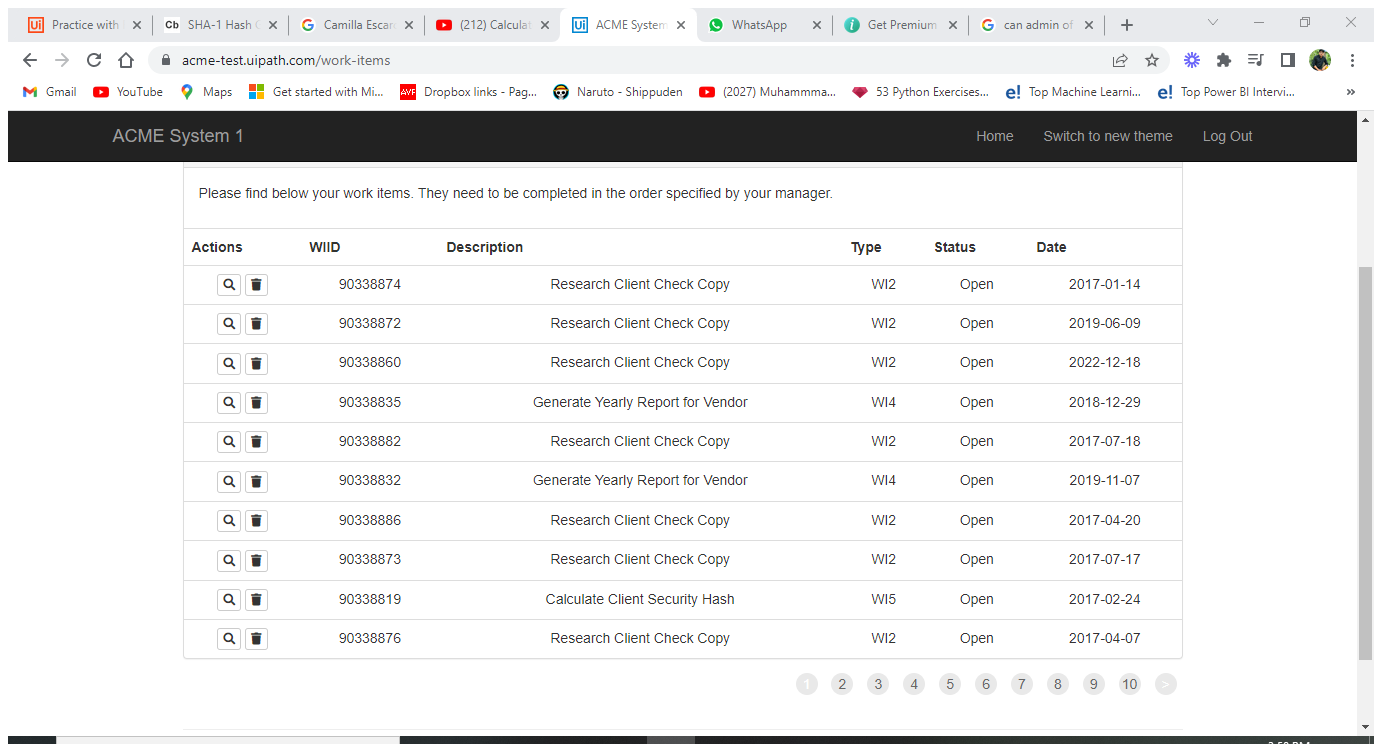 Practice with
Cb SHA-1 Hash
Camilla Escar
(212) Calculat
ACME System
WhatsApp
Get Premium
can admin of
acme-test.uipath.com/work-items
Gmail YouTube Maps Get started with Mi... Dropbox links - Pag... Naruto - Shippuden (2027) Muhammma... 53 Python Exercises... Top Machine Learni... Top Power BI Intervi... »
ACME System 1 Home Switch to new theme Log Out
Please find below your work items. They need to be completed in the order specified by your manager.
Actions WIID Description Type Status Date
90338874 Research Client Check Copy WI2 Open 2017-01-14
90338872 Research Client Check Copy WI2 Open 2019-06-09
90338860 Research Client Check Copy WI2 Open 2022-12-18
90338835 Generate Yearly Report for Vendor WI4 Open 2018-12-29
90338882 Research Client Check Copy WI2 Open 2017-07-18
90338832 Generate Yearly Report for Vendor WI4 Open 2019-11-07
90338886 Research Client Check Copy WI2 Open 2017-04-20
90338873 Research Client Check Copy WI2 Open 2017-07-17
90338819 Calculate Client Security Hash WI5 Open 2017-02-24
90338876 Research Client Check Copy WI2 Open 2017-04-07
1 2 3 4 5 6 7 8 9 10 >